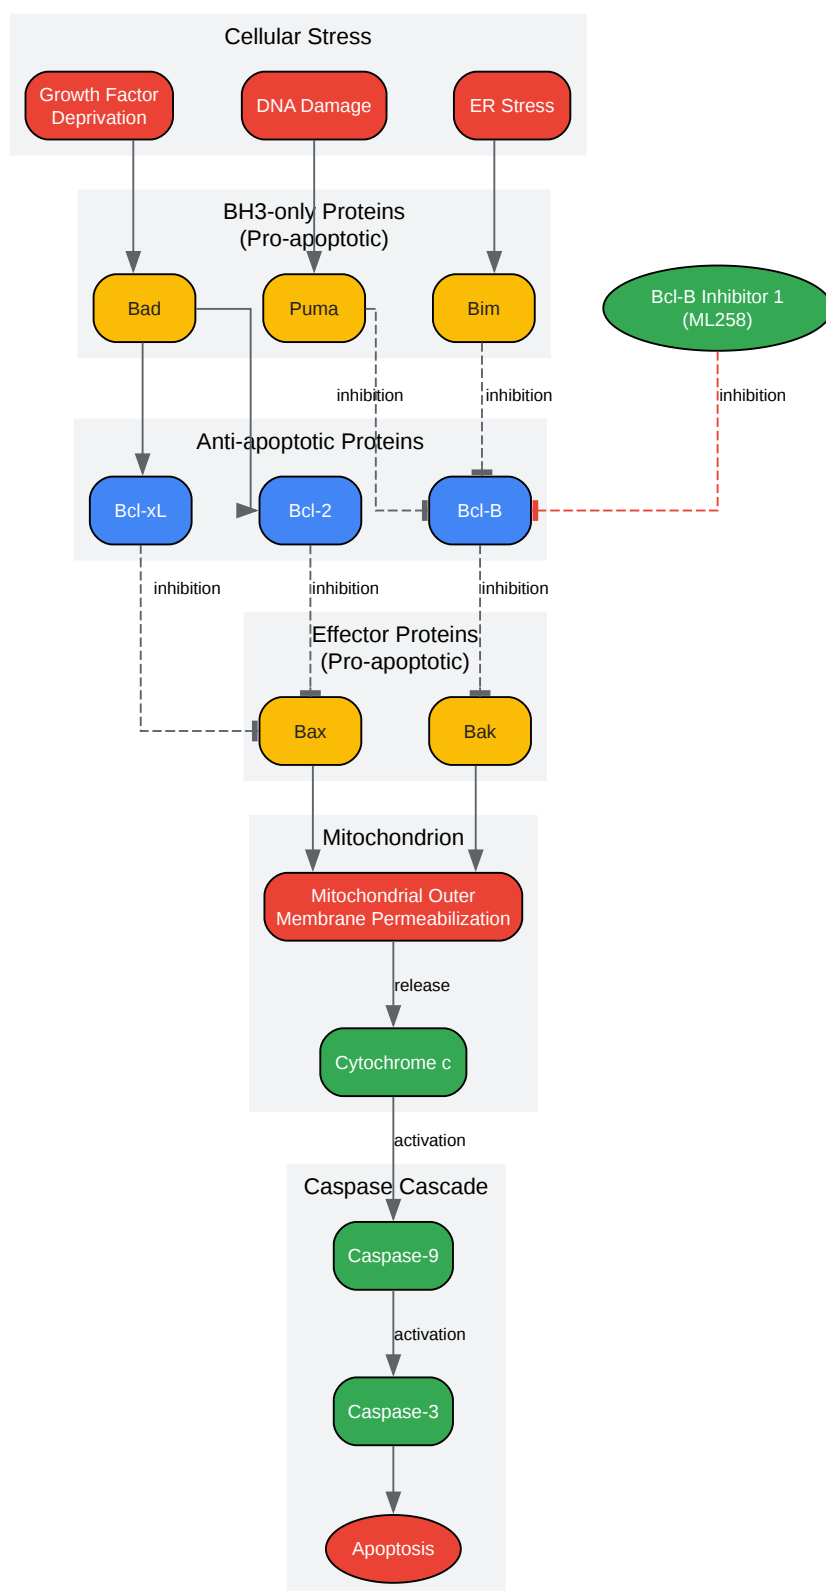 Cellular Stress
Growth Factor
Deprivation
DNA Damage
ER Stress
BH3-only Proteins
(Pro-apoptotic)
Bad
Puma
Bim
Bcl-B Inhibitor 1
(ML258)
inhibition
inhibition
inhibition
Anti-apoptotic Proteins
Bcl-xL
Bcl-2
Bcl-B
inhibition
inhibition
inhibition
Effector Proteins
(Pro-apoptotic)
Bax
Bak
Mitochondrion
Mitochondrial Outer
Membrane Permeabilization
release
Cytochrome c
activation
Caspase Cascade
Caspase-9
activation
Caspase-3
Apoptosis